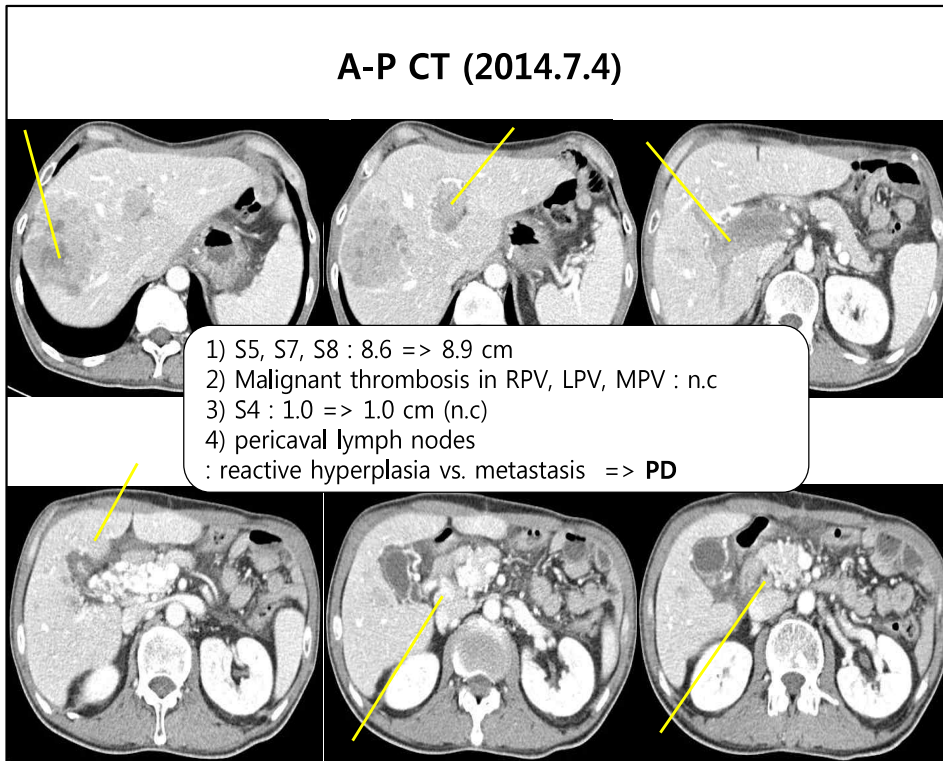 A-P CT (2014.7.4)
1) S5, S7, S8 : 8.6 => 8.9 cm
2) Malignant thrombosis in RPV, LPV, MPV : n.c
3) S4 : 1.0 => 1.0 cm (n.c)
4) pericaval lymph nodes
: reactive hyperplasia vs. metastasis => PD